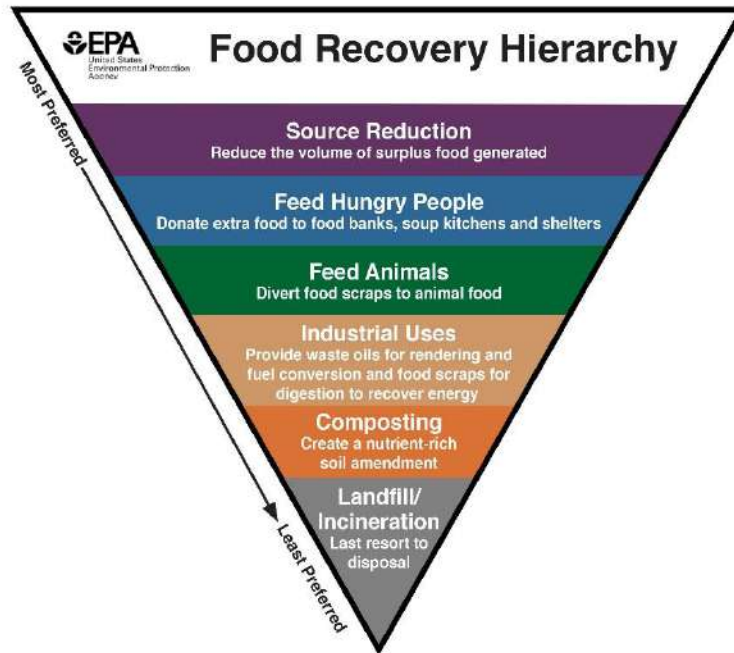 EPA
United States
Environmental Protection
Agency
Food Recovery Hierarchy
Most Preferred
Source Reduction
Reduce the volume of surplus food generated
Feed Hungry People
Donate extra food to food banks, soup kitchens and shelters
Feed Animals
Divert food scraps to animal food
Industrial Uses
Provide waste oils for rendering and
fuel conversion and food scraps for
digestion to recover energy
Composting
Create a nutrient-rich
soil amendment
Landfill/
Incineration
Last resort to
disposal
Least Preferred